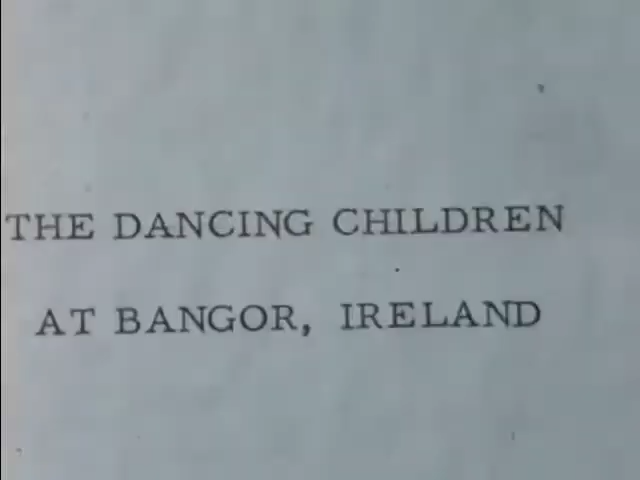 THE DANCING CHILDREN
AT BANGOR, IRELAND